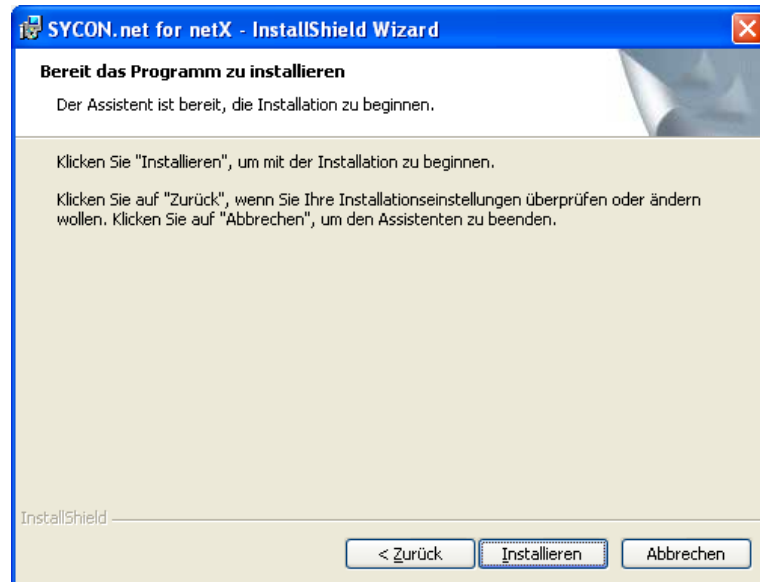 SYCON.net for netX - InstallShield Wizard
Bereit das Programm zu installieren
Der Assistent ist bereit, die Installation zu beginnen.
Klicken Sie "Installieren", um mit der Installation zu beginnen.
Klicken Sie auf "Zurück", wenn Sie Ihre Installationseinstellungen überprüfen oder ändern
wollen. Klicken Sie auf "Abbrechen", um den Assistenten zu beenden.
InstallShield
< Zurück Installieren Abbrechen